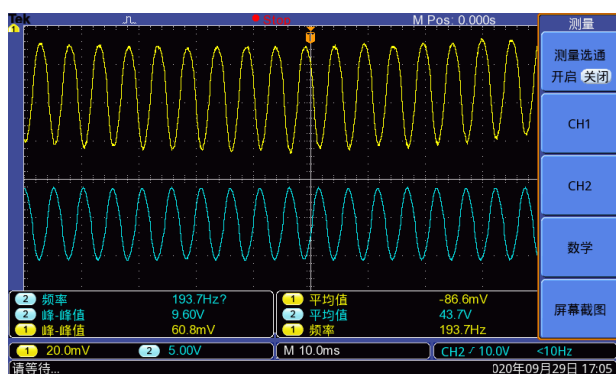 Tek M Pos: 0.000s 测量
测量选通
开启 关闭
CH1
CH2
数学
屏幕截图
2 频率 193.7Hz?
2 峰-峰值 9.60V
1 峰-峰值 60.8mV
1 平均值 -86.6mV
2 平均值 43.7V
1 频率 193.7Hz
1 20.0mV 2 5.00V M 10.0ms CH2 10.0V <10Hz
请等待... 020年09月29日 17:05